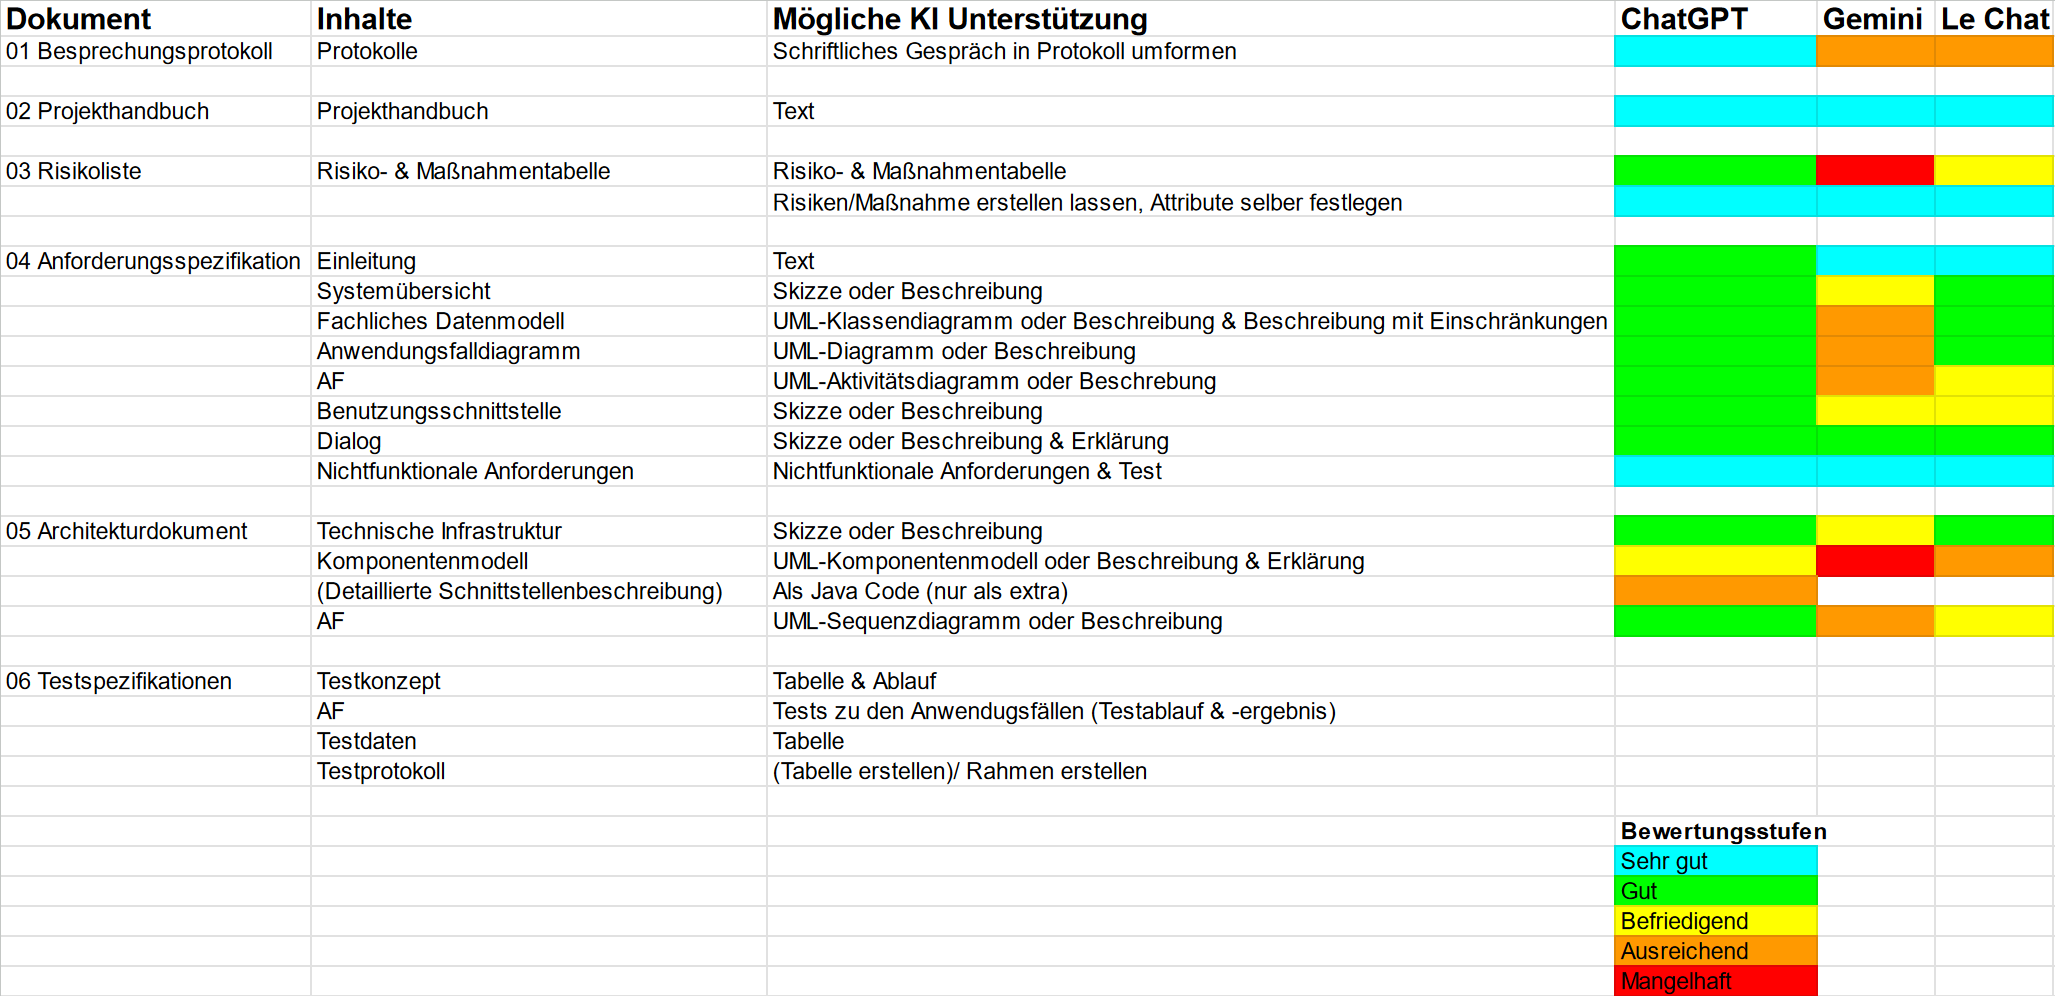 Dokument Inhalte Mögliche KI Unterstützung ChatGPT Gemini Le Chat
01 Besprechungsprotokoll Protokolle Schriftliches Gespräch in Protokoll umformen
02 Projekthandbuch Projekthandbuch Text
03 Risikoliste Risiko- & Maßnahmentabelle Risiko- & Maßnahmentabelle
Risiken/Maßnahme erstellen lassen, Attribute selber festlegen
04 Anforderungsspezifikation Einleitung Text
Systemübersicht Skizze oder Beschreibung
Fachliches Datenmodell UML-Klassendiagramm oder Beschreibung & Beschreibung mit Einschränkungen
Anwendungsfalldiagramm UML-Diagramm oder Beschreibung
AF UML-Aktivitätsdiagramm oder Beschrebung
Benutzungsschnittstelle Skizze oder Beschreibung
Dialog Skizze oder Beschreibung & Erklärung
Nichtfunktionale Anforderungen Nichtfunktionale Anforderungen & Test
05 Architekturdokument Technische Infrastruktur Skizze oder Beschreibung
Komponentenmodell UML-Komponentenmodell oder Beschreibung & Erklärung
(Detaillierte Schnittstellenbeschreibung) Als Java Code (nur als extra)
AF UML-Sequenzdiagramm oder Beschreibung
06 Testspezifikationen Testkonzept Tabelle & Ablauf
AF Tests zu den Anwendugsfällen (Testablauf & -ergebnis)
Testdaten Tabelle
Testprotokoll (Tabelle erstellen)/ Rahmen erstellen
Bewertungsstufen
Sehr gut
Gut
Befriedigend
Ausreichend
Mangelhaft